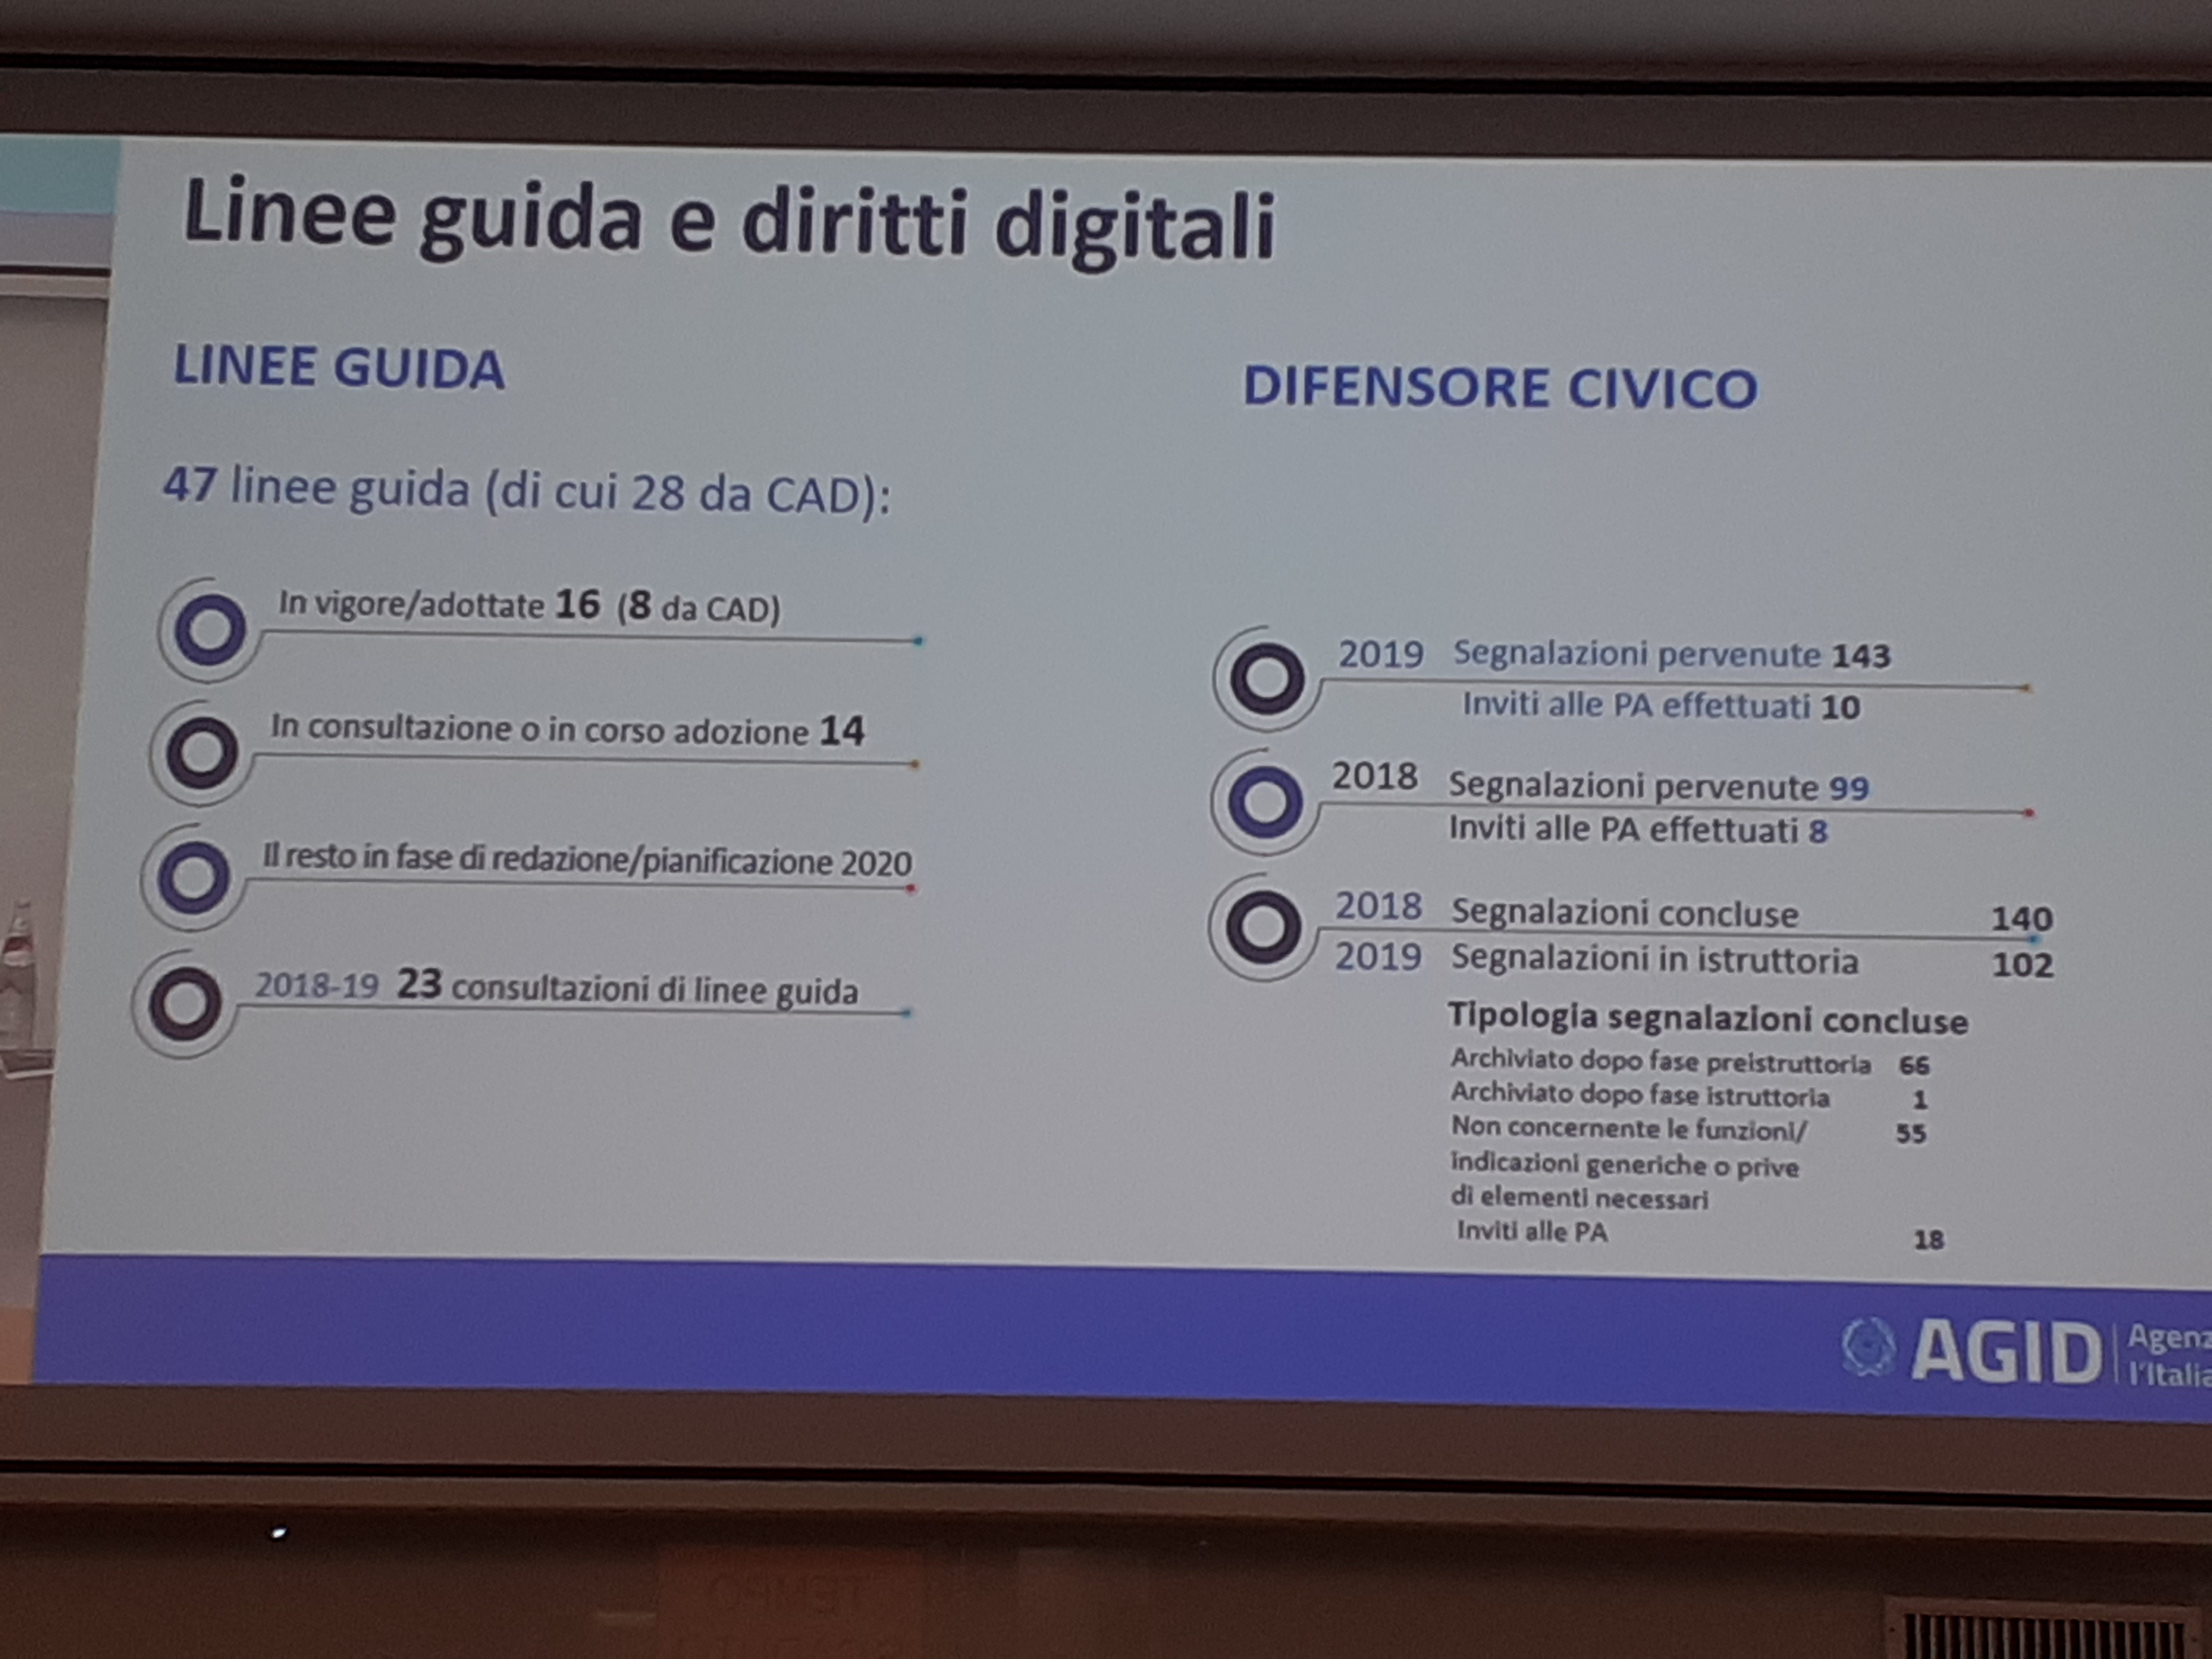 Linee guida e diritti digitali
LINEE GUIDA
47 linee guida (di cui 28 da CAD):
In vigore/adottate 16 (8 da CAD)
In consultazione o in corso adozione 14
Il resto in fase di redazione/pianificazione 2020
2018-19 23 consultazioni di linee guida
DIFENSORE CIVICO
2019 Segnalazioni pervenute 143
Inviti alle PA effettuati 10
2018 Segnalazioni pervenute 99
Inviti alle PA effettuati 8
2018 Segnalazioni concluse 140
2019 Segnalazioni in istruttoria 102
Tipologia segnalazioni concluse
Archiviato dopo fase preistruttoria 66
Archiviato dopo fase istruttoria 1
Non concernente le funzioni/ 55
indicazioni generiche o prive
di elementi necessari
Inviti alle PA 18
AGID
l'Italia
TEMPO